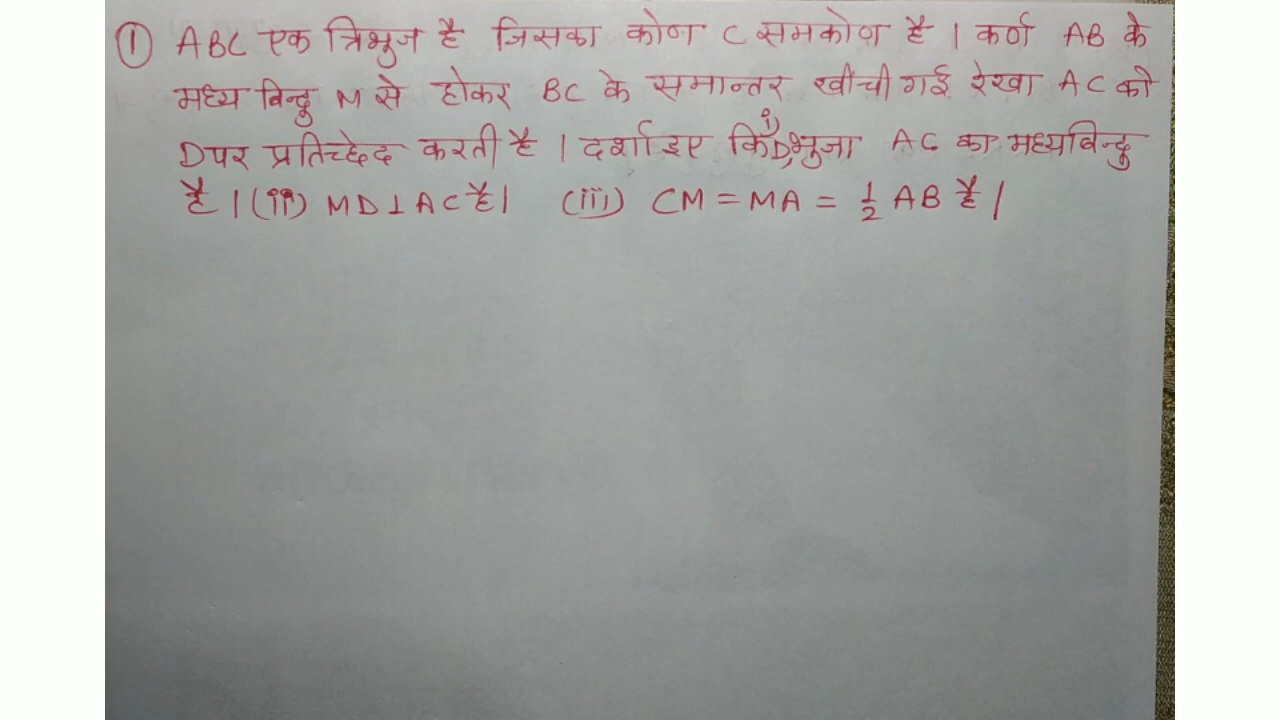 ① ABC एक त्रिभुज है जिसका कोण C समकोण है । कर्ण AB के
मध्य बिन्दु M से होकर BC के समान्तर खींची गई रेखा AC को
D पर प्रतिच्छेद करती है । दर्शाइए कि i) D, भुजा AC का मध्यविन्दु
है । (ii) MD ⊥ AC है । (iii) CM = MA = 1/2 AB है ।